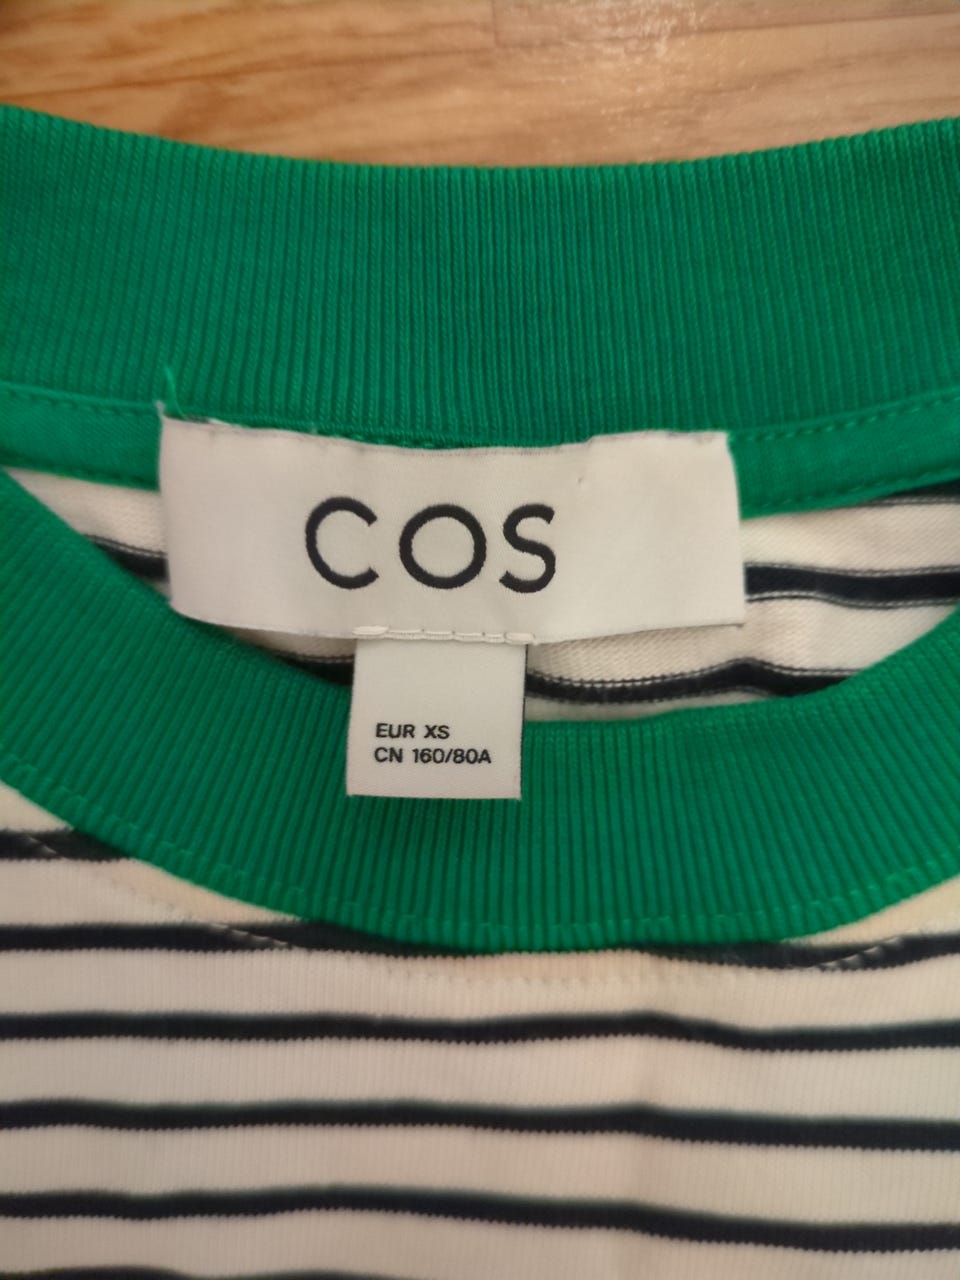 COS
EUR XS
CN 160/80A